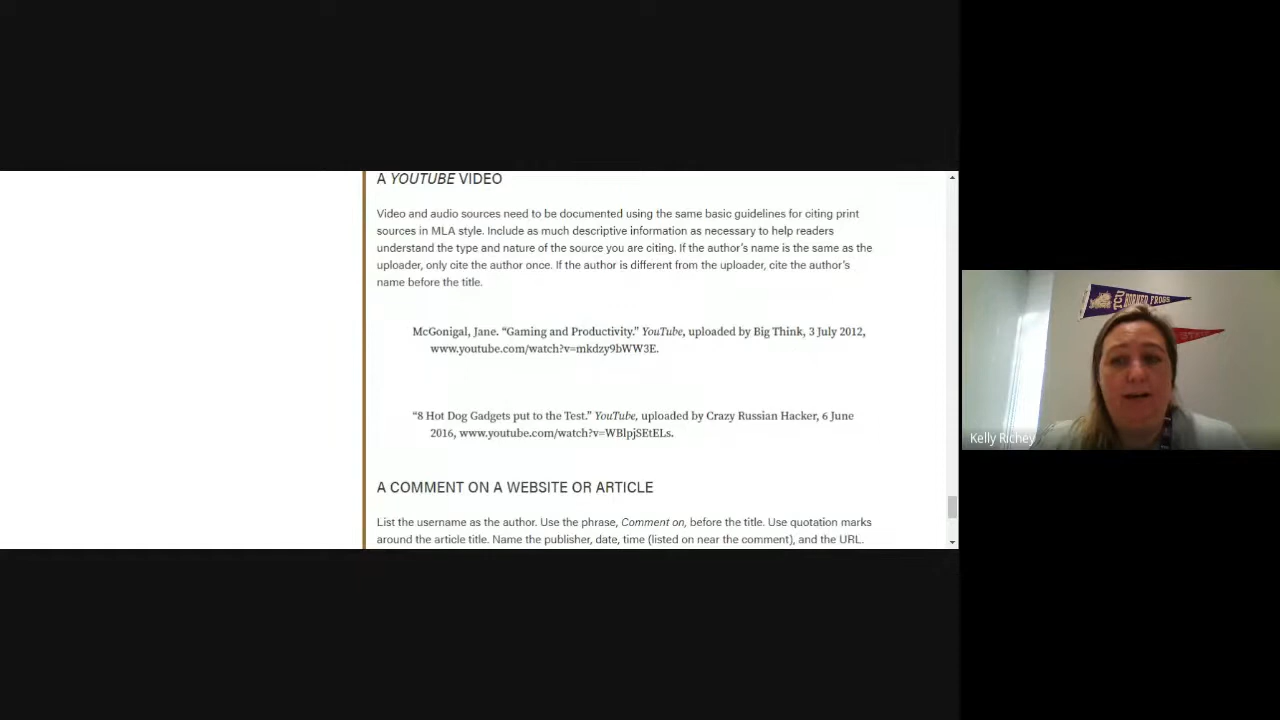 A YOUTUBE VIDEO
Video and audio sources need to be documented using the same basic guidelines for citing print
sources in MLA style. Include as much descriptive information as necessary to help readers
understand the type and nature of the source you are citing. If the author's name is the same as the
uploader, only cite the author once. If the author is different from the uploader, cite the author's
name before the title.
McGonigal, Jane. “Gaming and Productivity.” YouTube, uploaded by Big Think, 3 July 2012,
www.youtube.com/watch?v=mkdzy9bWW3E.
“8 Hot Dog Gadgets put to the Test.” YouTube, uploaded by Crazy Russian Hacker, 6 June
2016, www.youtube.com/watch?v=WBlpjSEtELs.
A COMMENT ON A WEBSITE OR ARTICLE
List the username as the author. Use the phrase, Comment on, before the title. Use quotation marks
around the article title. Name the publisher, date, time (listed on near the comment), and the URL.
TCU HORNED FROGS
Kelly Richey